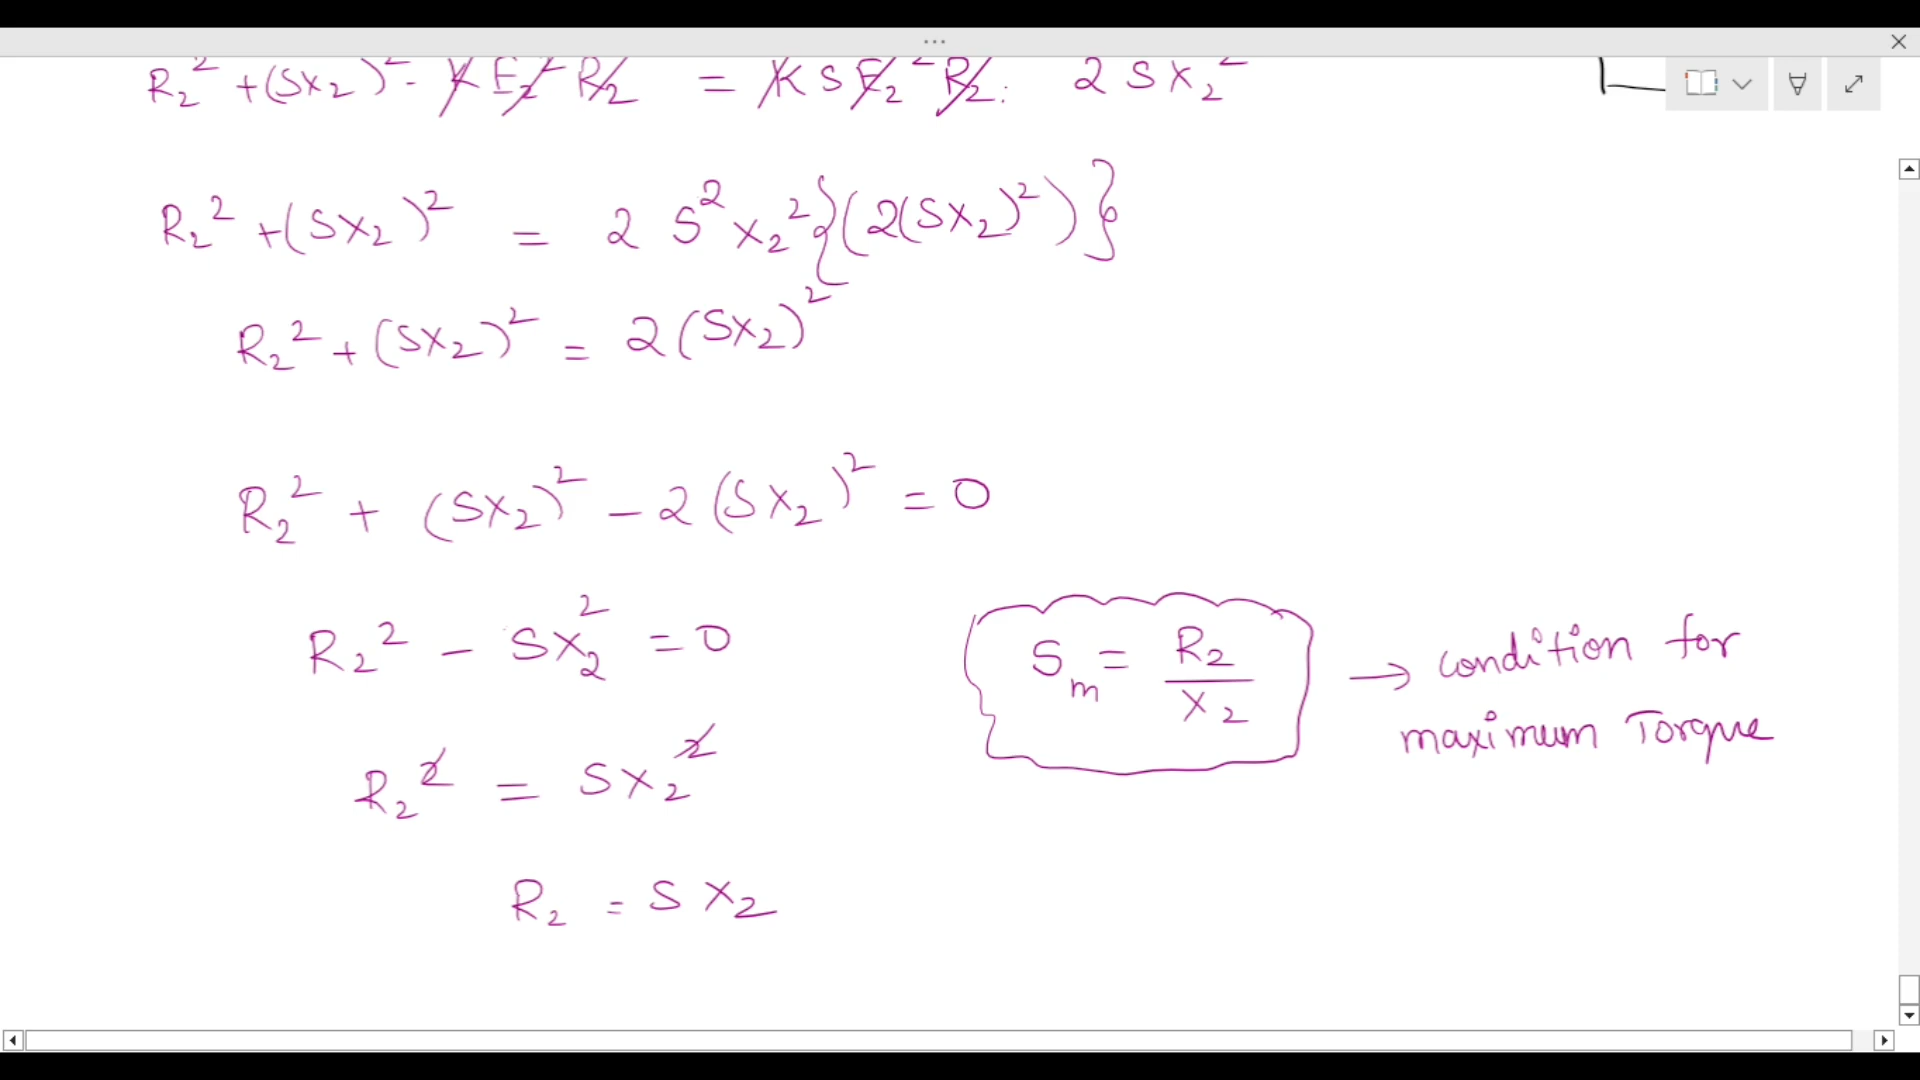 R₂² + (SX₂)² · K E₂² R₂ = K S E₂² R₂ · 2 S X₂²
R₂² + (SX₂)² = 2 S² X₂² {(2(SX₂)²)}
R₂² + (SX₂)² = 2 (SX₂)²
R₂² + (SX₂)² − 2 (SX₂)² = 0
R₂² − SX₂² = 0
R₂² = SX₂²
R₂ = S X₂
Sm = R₂ / X₂ → condition for
maximum Torque